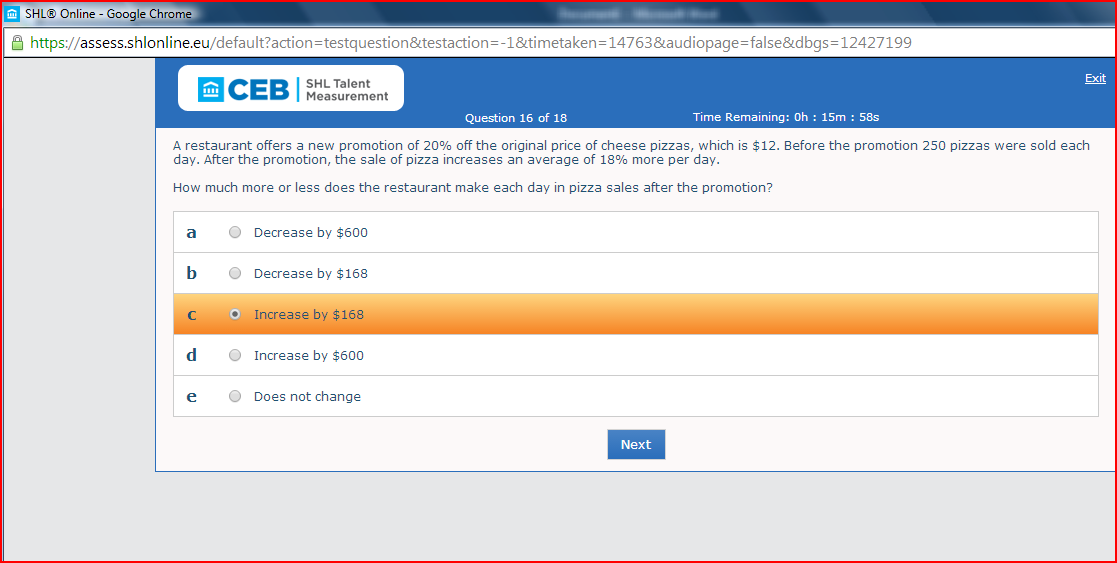 SHL® Online - Google Chrome
https://assess.shlonline.eu/default?action=testquestion&testaction=-1&timetaken=14763&audiopage=false&dbgs=12427199
CEB SHL Talent
Measurement
Exit
Question 16 of 18 Time Remaining: 0h : 15m : 58s
A restaurant offers a new promotion of 20% off the original price of cheese pizzas, which is $12. Before the promotion 250 pizzas were sold each
day. After the promotion, the sale of pizza increases an average of 18% more per day.
How much more or less does the restaurant make each day in pizza sales after the promotion?
a Decrease by $600
b Decrease by $168
c Increase by $168
d Increase by $600
e Does not change
Next